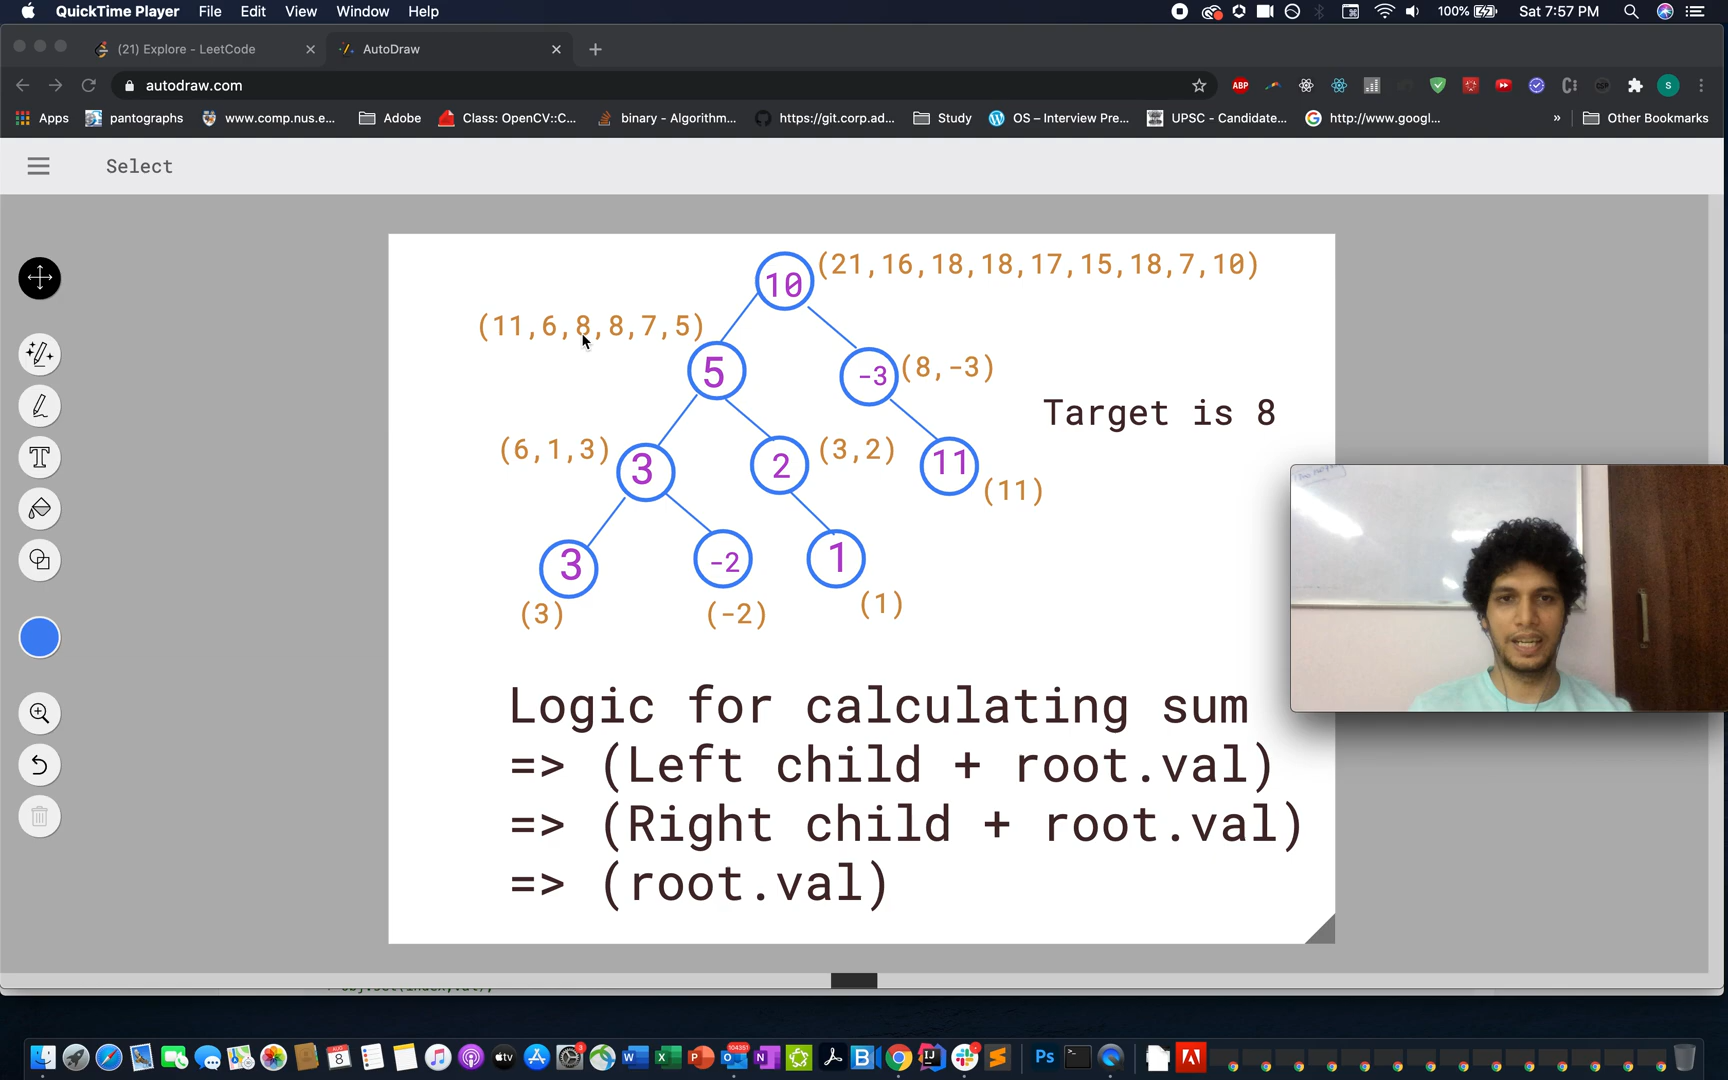 QuickTime Player File Edit View Window Help 100% Sat 7:57 PM
(21) Explore - LeetCode AutoDraw
autodraw.com ABP S
Apps pantographs www.comp.nus.e... Adobe Class: OpenCV::C... binary - Algorithm... https://git.corp.ad... Study OS – Interview Pre... UPSC - Candidate... http://www.googl... » Other Bookmarks
Select
10 (21,16,18,18,17,15,18,7,10)
(11,6,8,8,7,5)
5 -3 (8,-3)
Target is 8
(6,1,3) 3 2 (3,2) 11
(11)
3 -2 1
(3) (-2) (1)
Logic for calculating sum
=> (Left child + root.val)
=> (Right child + root.val)
=> (root.val)